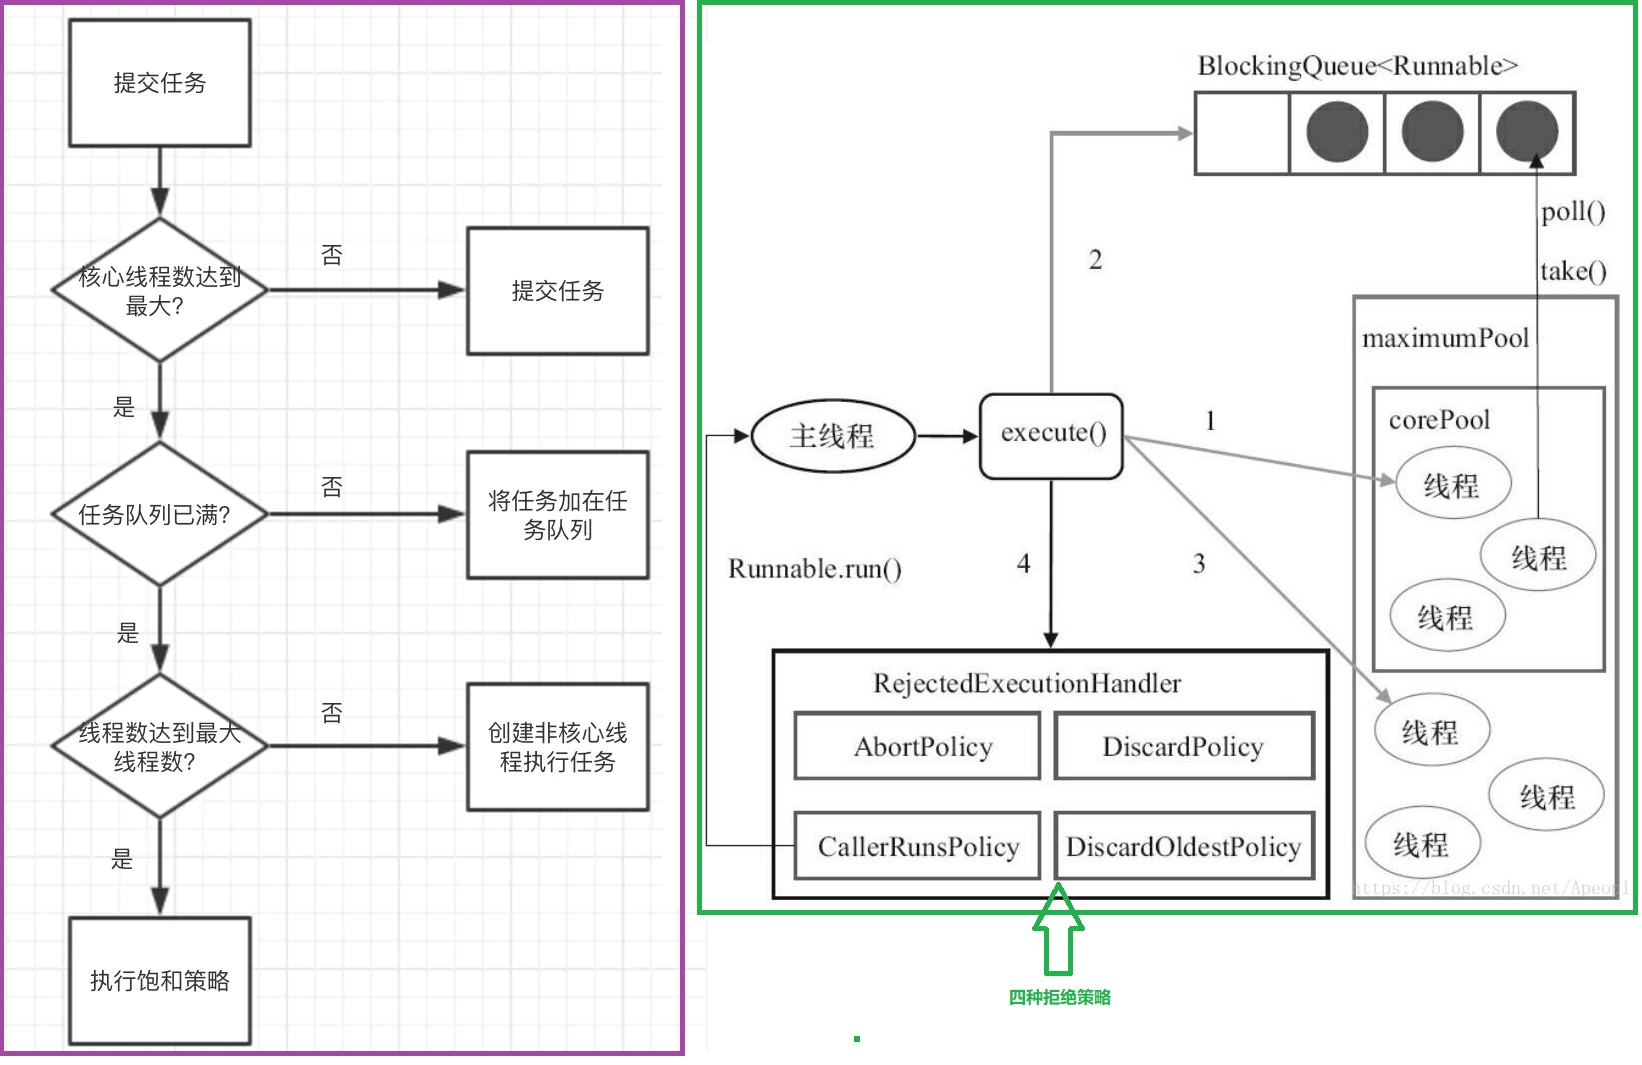 提交任务
核心线程数达到
最大?
否
提交任务
是
任务队列已满?
否
将任务加在任
务队列
是
线程数达到最大
线程数?
否
创建非核心线
程执行任务
是
执行饱和策略
BlockingQueue<Runnable>
2
poll()
take()
maximumPool
corePool
主线程
execute()
1
线程
线程
线程
Runnable.run()
4
3
RejectedExecutionHandler
AbortPolicy
DiscardPolicy
CallerRunsPolicy
DiscardOldestPolicy
线程
线程
线程
https://blog.csdn.net/Apeopl
四种拒绝策略